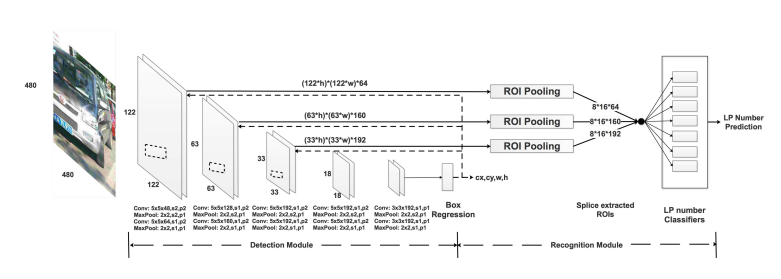 480
480
122
122
63
63
33
33
18
18
(122*h)*(122*w)*64
(63*h)*(63*w)*160
(33*h)*(33*w)*192
cx,cy,w,h
ROI Pooling
ROI Pooling
ROI Pooling
8*16*64
8*16*160
8*16*192
LP Number
Prediction
Conv: 5x5x48,s2,p2
MaxPool: 2x2,s2,p1
Conv: 5x5x64,s1,p2
MaxPool: 2x2,s1,p1
Conv: 5x5x128,s1,p2
MaxPool: 2x2,s2,p1
Conv: 5x5x160,s1,p2
MaxPool: 2x2,s1,p1
Conv: 5x5x192,s1,p2
MaxPool: 2x2,s2,p1
Conv: 5x5x192,s1,p2
MaxPool: 2x2,s1,p1
Conv: 5x5x192,s1,p2
MaxPool: 2x2,s2,p1
Conv: 5x5x192,s1,p2
MaxPool: 2x2,s1,p1
Conv: 3x3x192,s1,p1
MaxPool: 2x2,s2,p1
Conv: 3x3x192,s1,p1
MaxPool: 2x2,s1,p1
Box
Regression
Splice extracted
ROIs
LP number
Classifiers
Detection Module
Recognition Module